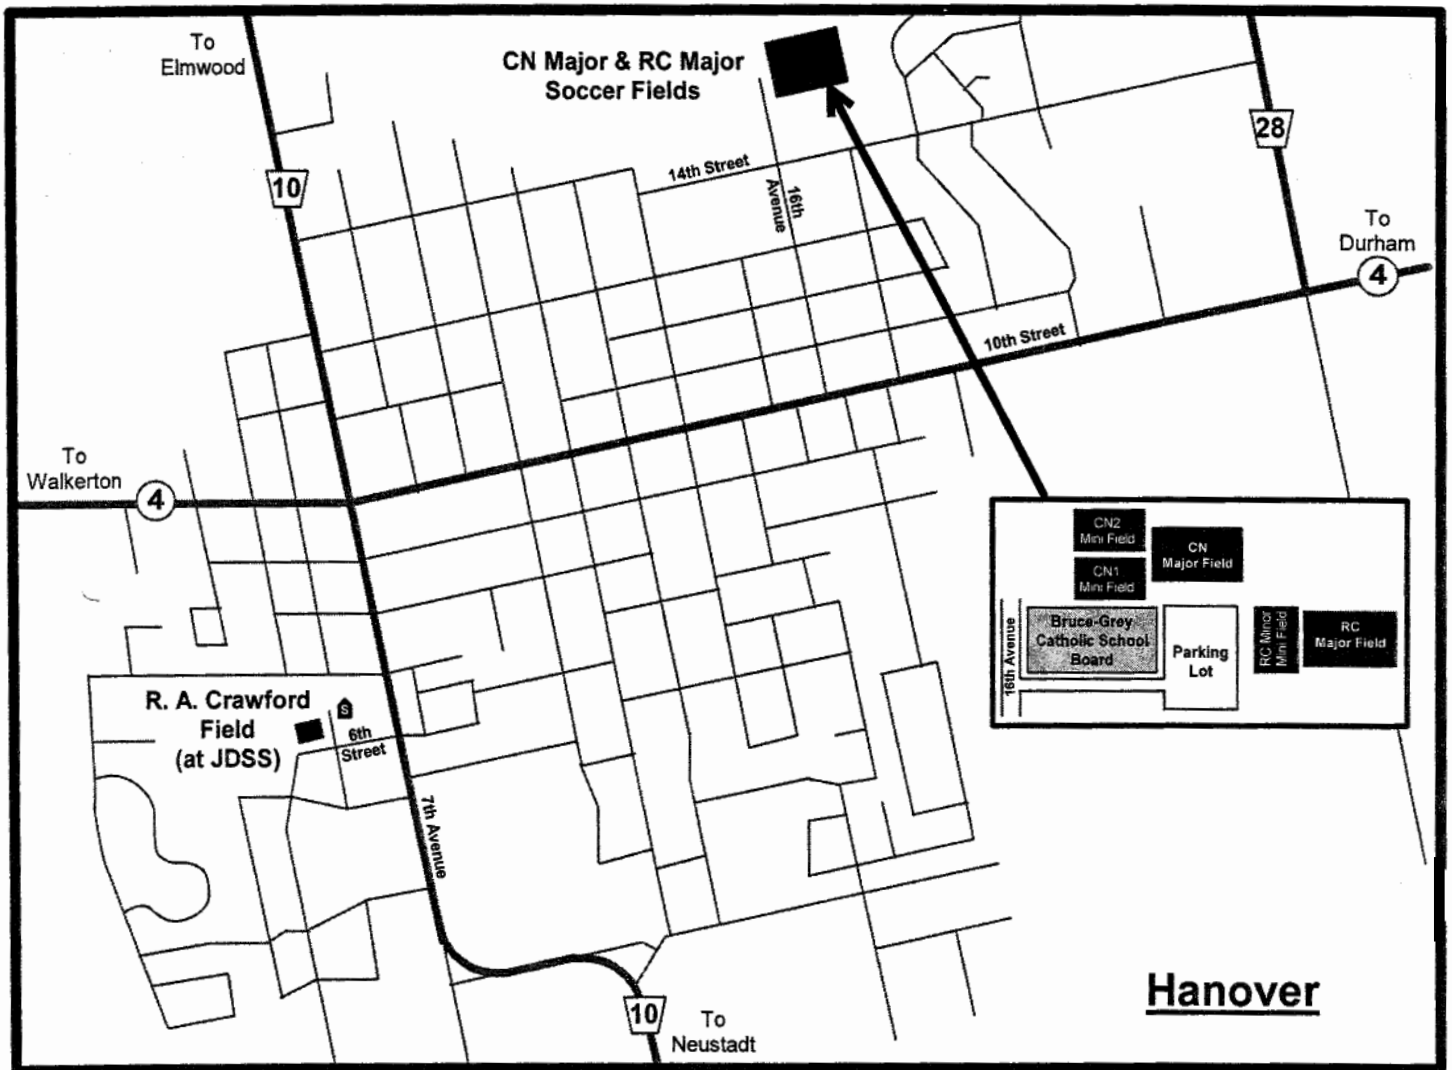 To
Elmwood
CN Major & RC Major
Soccer Fields
28
10
14th Street
16th
Avenue
To
Durham
4
10th Street
To
Walkerton
4
CN2
Mini Field
CN
Major Field
CN1
Mini Field
16th Avenue
Bruce-Grey
Catholic School
Board
Parking
Lot
RC Minor
Mini Field
RC
Major Field
R. A. Crawford
Field
(at JDSS)
S
6th
Street
7th Avenue
Hanover
10
To
Neustadt